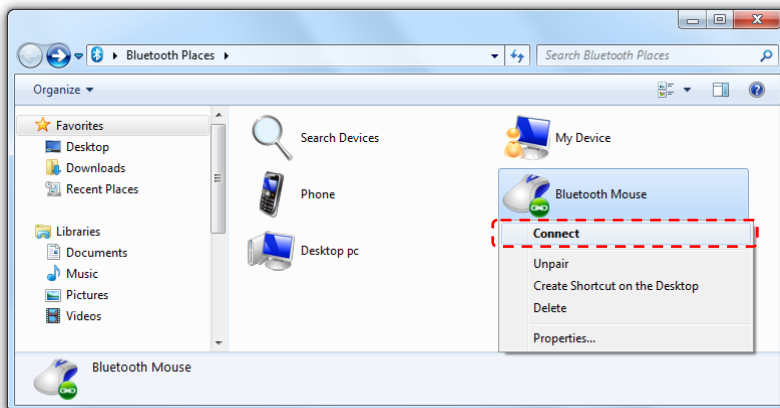 Bluetooth Places
Search Bluetooth Places
Organize
Favorites
Desktop
Downloads
Recent Places
Libraries
Documents
Music
Pictures
Videos
Search Devices
My Device
Phone
Bluetooth Mouse
Desktop pc
Connect
Unpair
Create Shortcut on the Desktop
Delete
Properties...
Bluetooth Mouse